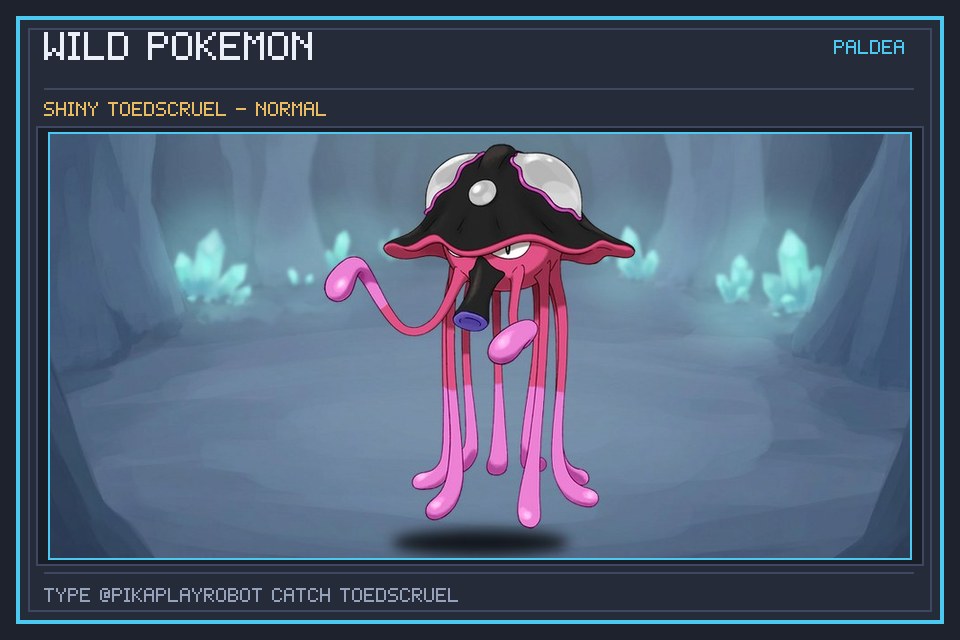 WILD POKEMON
PALDEA
SHINY TOEDSCRUEL - NORMAL
TYPE @PIKAPLAYROBOT CATCH TOEDSCRUEL